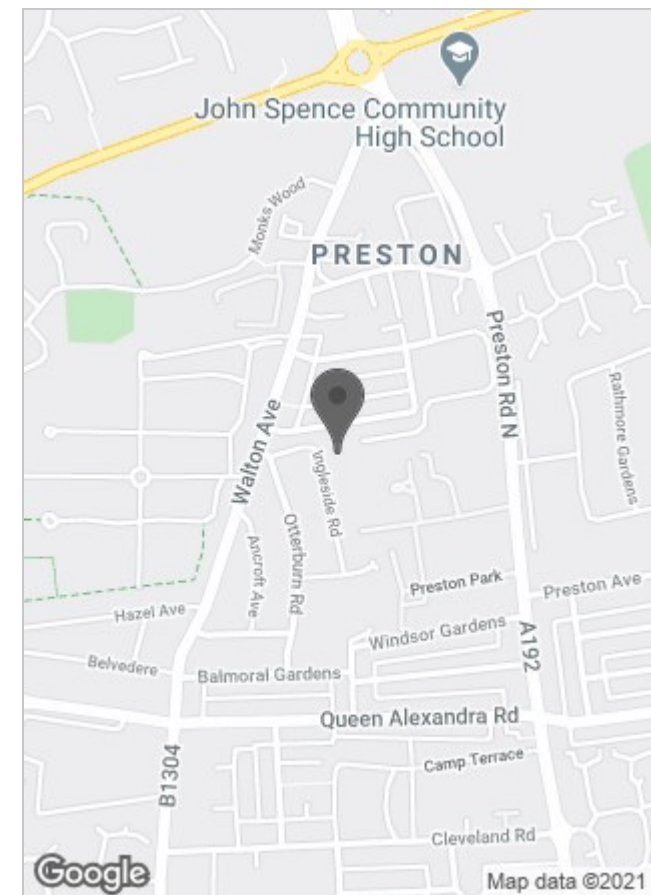 John Spence Community
High School
Monks Wood
PRESTON
Preston Rd N
Rathmore Gardens
Walton Ave
Ingleside Rd
Otterburn Rd
Ancroft Ave
Preston Park
Preston Ave
Hazel Ave
Windsor Gardens
A192
Belvedere
Balmoral Gardens
Queen Alexandra Rd
Camp Terrace
B1304
Cleveland Rd
Google
Map data ©2021